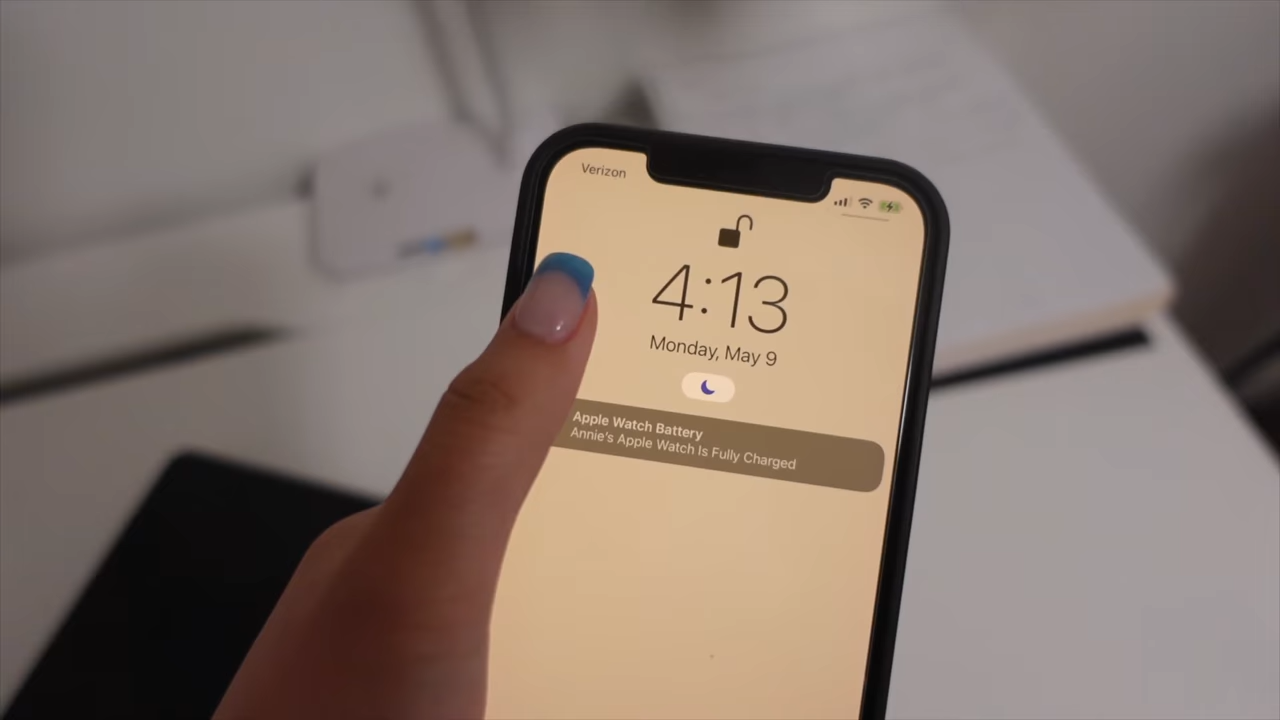 Verizon
4:13
Monday, May 9
Apple Watch Battery
Annie's Apple Watch Is Fully Charged